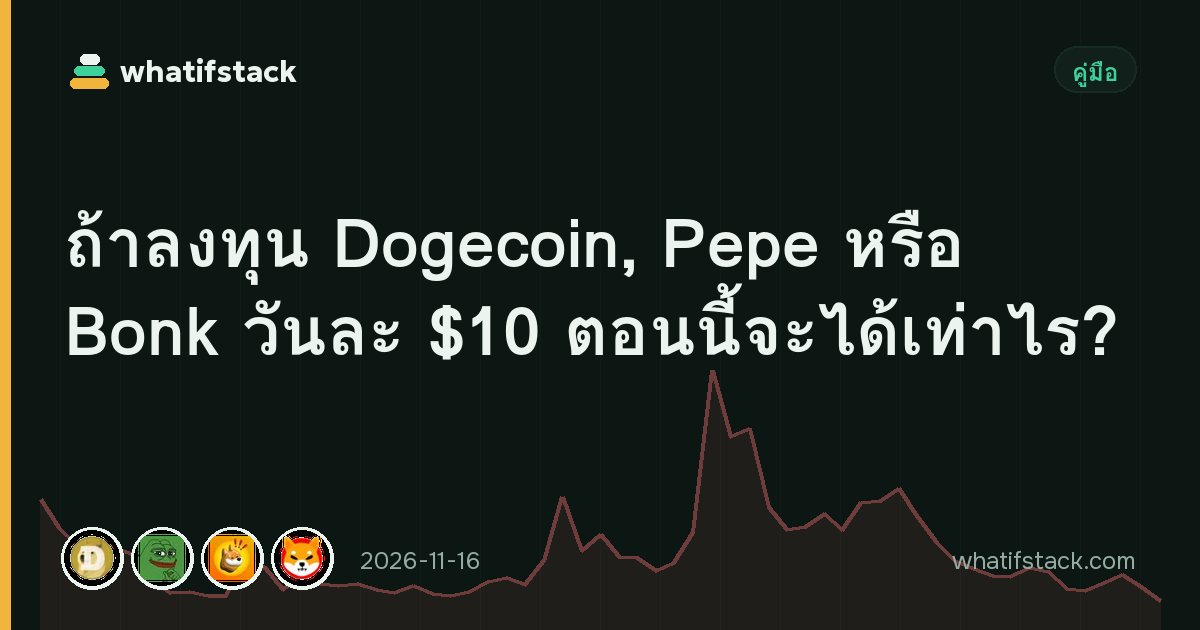 whatifstack
คู่มือ
ถ้าลงทุน Dogecoin, Pepe หรือ
Bonk วันละ $10 ตอนนี้จะได้เท่าไร?
2026-11-16
whatifstack.com